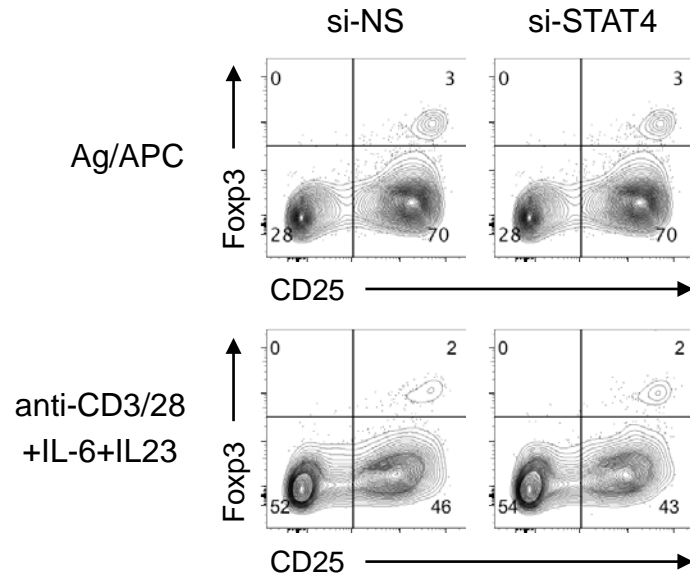 si-NS si-STAT4
0 3 0 3
Ag/APC
Foxp3
28 70 28 70
CD25
0 2 0 2
anti-CD3/28
+IL-6+IL23
Foxp3
52 46 54 43
CD25